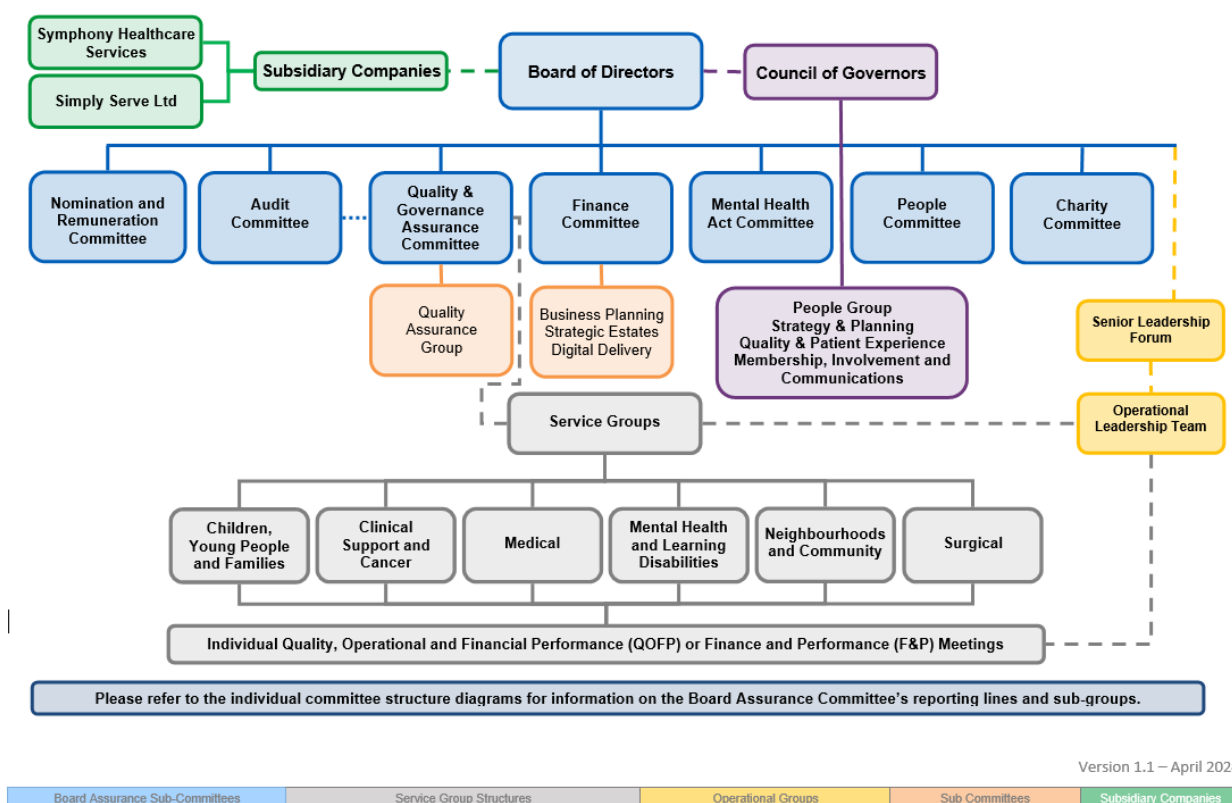 Symphony Healthcare
Services
Simply Serve Ltd
Subsidiary Companies
Board of Directors
Council of Governors
Nomination and
Remuneration
Committee
Audit
Committee
Quality &
Governance
Assurance
Committee
Finance
Committee
Mental Health
Act Committee
People
Committee
Charity
Committee
Quality
Assurance
Group
Business Planning
Strategic Estates
Digital Delivery
People Group
Strategy & Planning
Quality & Patient Experience
Membership, Involvement and
Communications
Senior Leadership
Forum
Operational
Leadership Team
Service Groups
Children,
Young People
and Families
Clinical
Support and
Cancer
Medical
Mental Health
and Learning
Disabilities
Neighbourhoods
and Community
Surgical
Individual Quality, Operational and Financial Performance (QOFP) or Finance and Performance (F&P) Meetings
Please refer to the individual committee structure diagrams for information on the Board Assurance Committee's reporting lines and sub-groups.
Version 1.1 – April
Board Assurance Sub-Committees
Service Group Structures
Operational Groups
Sub Committees
Subsidiary Companies